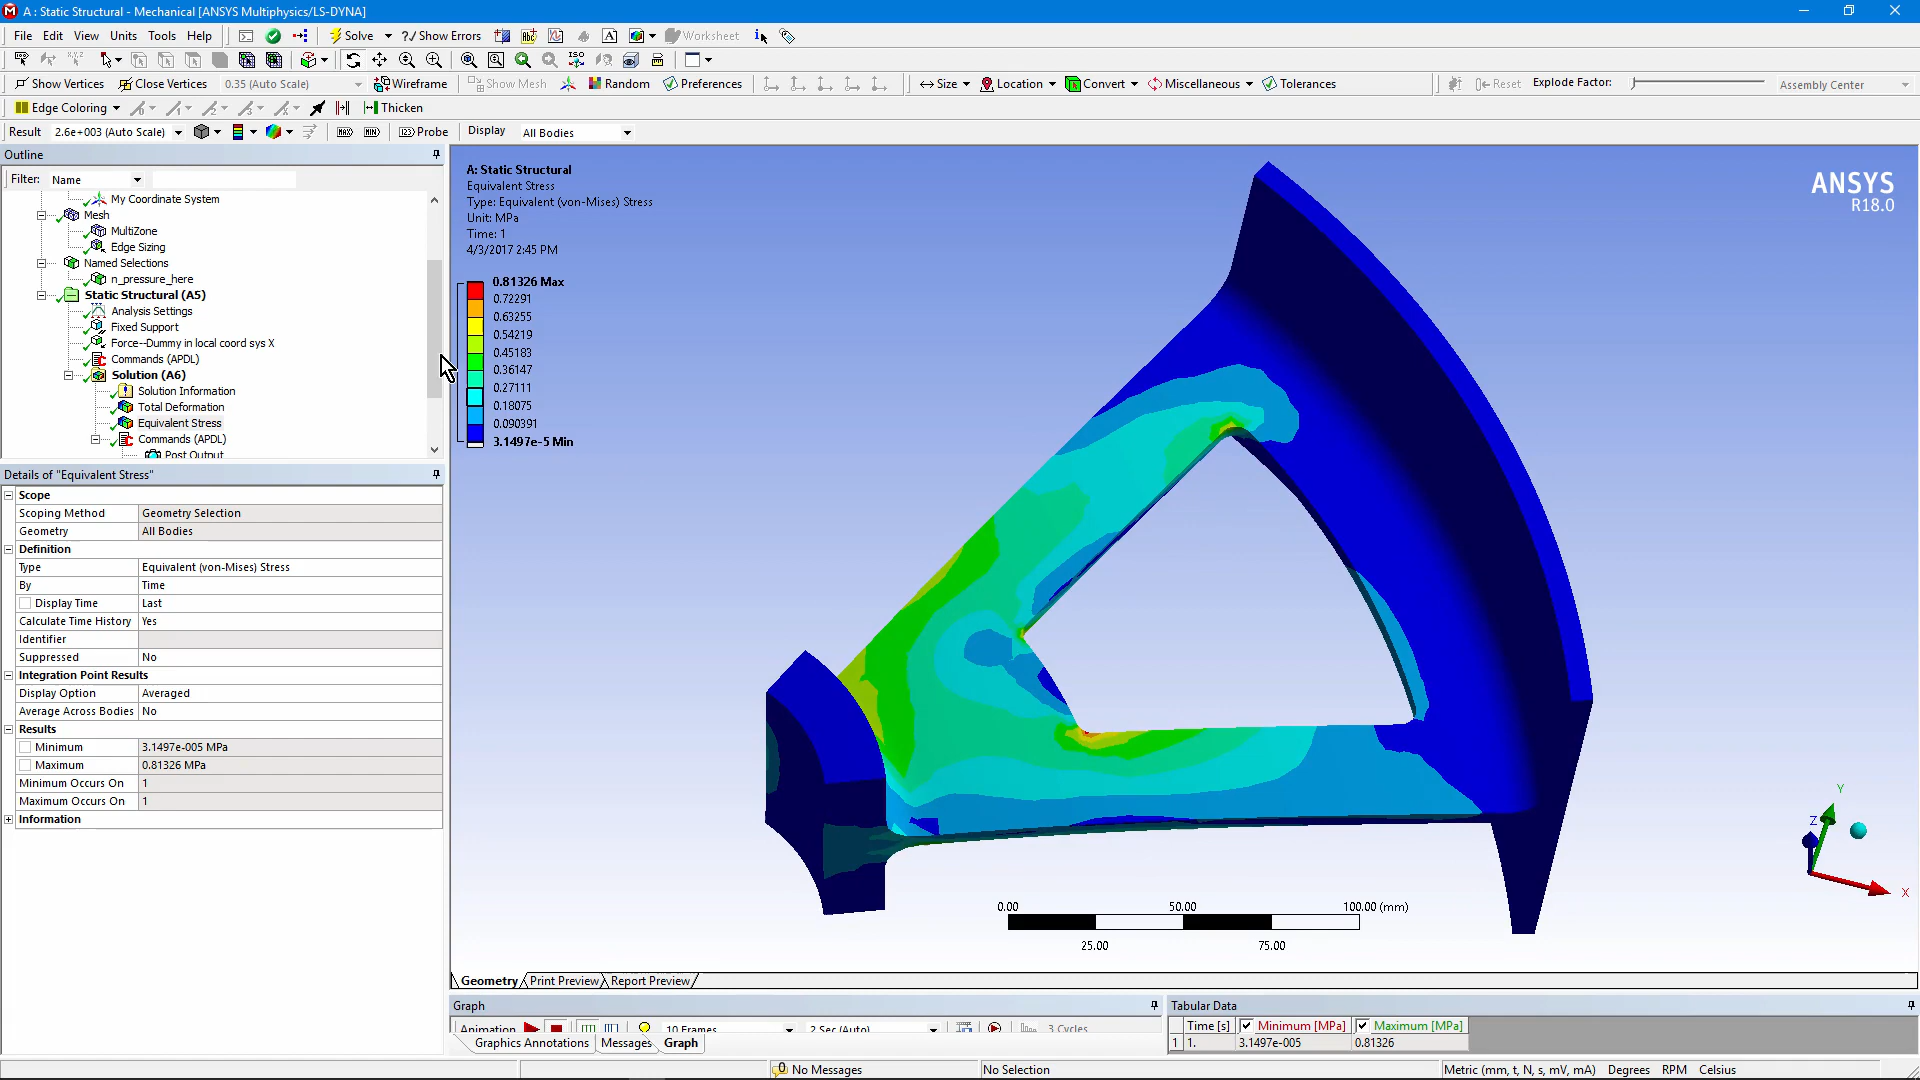 A : Static Structural - Mechanical [ANSYS Multiphysics/LS-DYNA]
File Edit View Units Tools Help Solve ?/ Show Errors Worksheet
Show Vertices Close Vertices 0.35 (Auto Scale) Wireframe Show Mesh Random Preferences Size Location Convert Miscellaneous Tolerances Reset Explode Factor: Assembly Center
Edge Coloring Thicken
Result 2.6e+003 (Auto Scale) MAX MIN Probe Display All Bodies
Outline
Filter: Name
My Coordinate System
Mesh
MultiZone
Edge Sizing
Named Selections
n_pressure_here
Static Structural (A5)
Analysis Settings
Fixed Support
Force--Dummy in local coord sys X
Commands (APDL)
Solution (A6)
Solution Information
Total Deformation
Equivalent Stress
Commands (APDL)
Post Output
Details of "Equivalent Stress"
Scope
Scoping Method Geometry Selection
Geometry All Bodies
Definition
Type Equivalent (von-Mises) Stress
By Time
Display Time Last
Calculate Time History Yes
Identifier
Suppressed No
Integration Point Results
Display Option Averaged
Average Across Bodies No
Results
Minimum 3.1497e-005 MPa
Maximum 0.81326 MPa
Minimum Occurs On 1
Maximum Occurs On 1
Information
A: Static Structural
Equivalent Stress
Type: Equivalent (von-Mises) Stress
Unit: MPa
Time: 1
4/3/2017 2:45 PM
0.81326 Max
0.72291
0.63255
0.54219
0.45183
0.36147
0.27111
0.18075
0.090391
3.1497e-5 Min
ANSYS
R18.0
Y
Z
X
0.00 50.00 100.00 (mm)
25.00 75.00
Geometry Print Preview Report Preview
Graph
Animation 10 Frames 2 Sec (Auto) 3 Cycles
Graphics Annotations Messages Graph
Tabular Data
Time [s] Minimum [MPa] Maximum [MPa]
1 1. 3.1497e-005 0.81326
No Messages No Selection Metric (mm, t, N, s, mV, mA) Degrees RPM Celsius